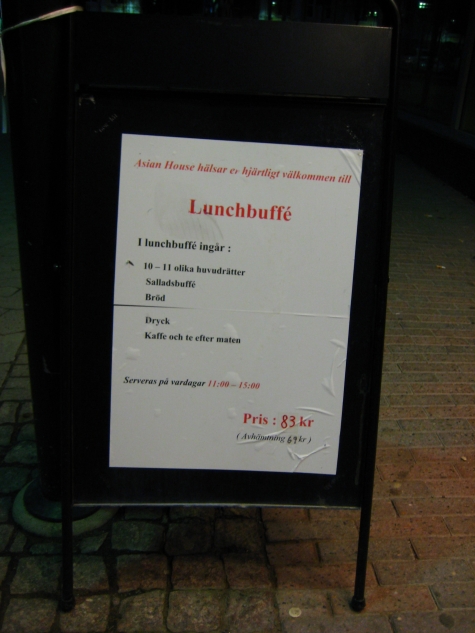 Asian House hälsar er hjärtligt välkommen till
Lunchbuffé
I lunchbuffé ingår :
10 – 11 olika huvudrätter
Salladsbuffé
Bröd
Dryck
Kaffe och te efter maten
Serveras på vardagar 11:00 – 15:00
Pris : 83 kr
( Avhämtning 69 kr )